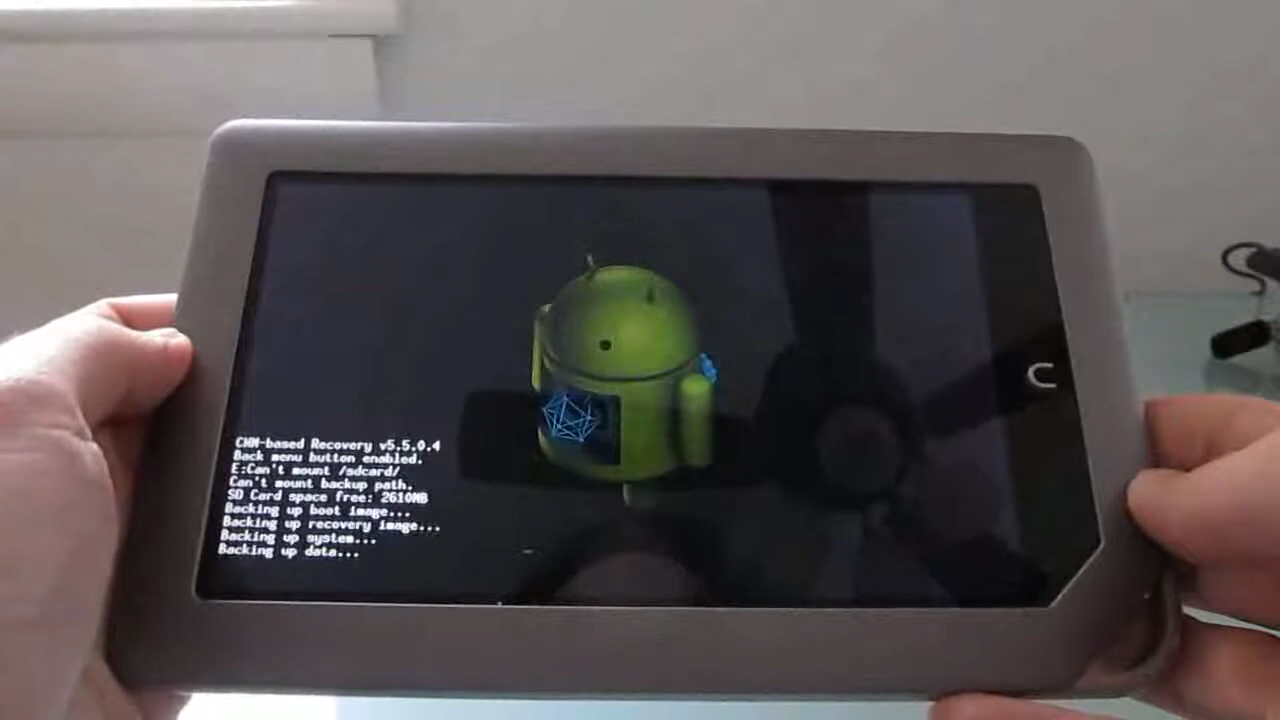 CWM-based Recovery v5.5.0.4
Back menu button enabled.
E:Can't mount /sdcard/
Can't mount backup path.
SD Card space free: 2610MB
Backing up boot image...
Backing up recovery image...
Backing up system...
Backing up data...